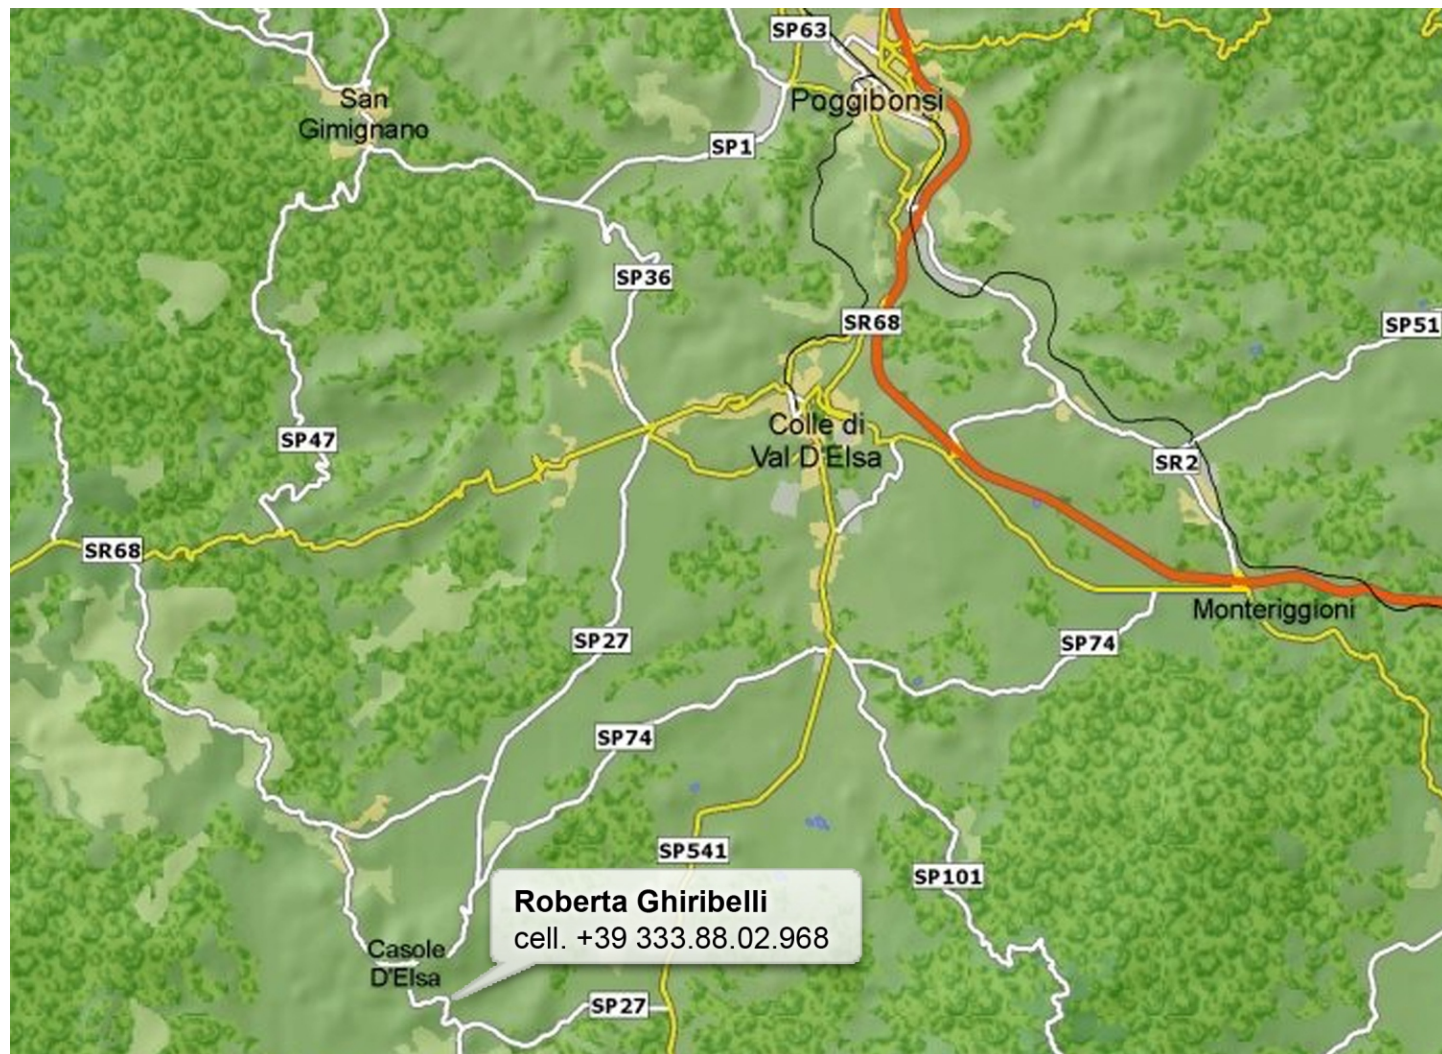 SP63
San
Gimignano
Poggibonsi
SP1
SP36
SR68
SP51
Colle di
Val D'Elsa
SP47
SR2
SR68
Monteriggioni
SP27
SP74
SP74
SP541
SP101
Roberta Ghiribelli
cell. +39 333.88.02.968
Casole
D'Elsa
SP27